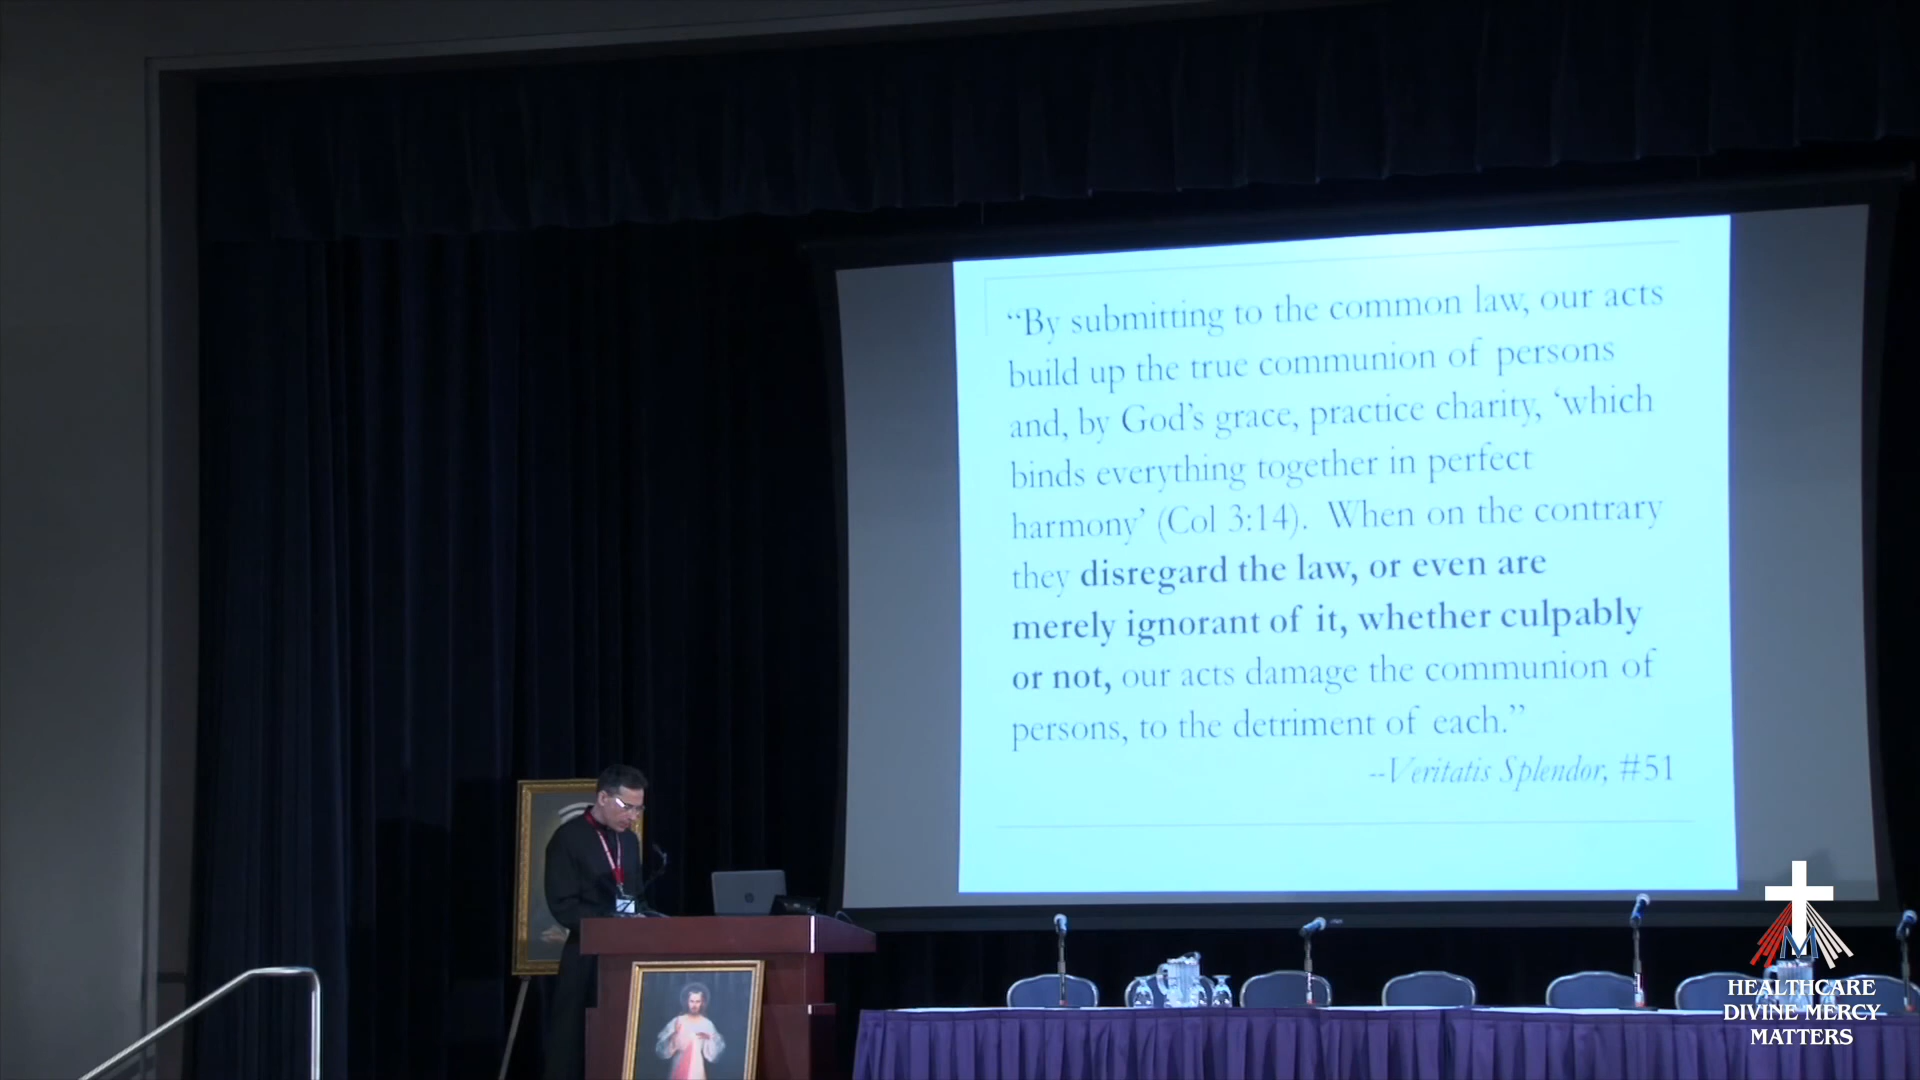 “By submitting to the common law, our acts
build up the true communion of persons
and, by God’s grace, practice charity, ‘which
binds everything together in perfect
harmony’ (Col 3:14).  When on the contrary
they disregard the law, or even are
merely ignorant of it, whether culpably
or not, our acts damage the communion of
persons, to the detriment of each.”
--Veritatis Splendor, #51
M
HEALTHCARE
DIVINE MERCY
MATTERS